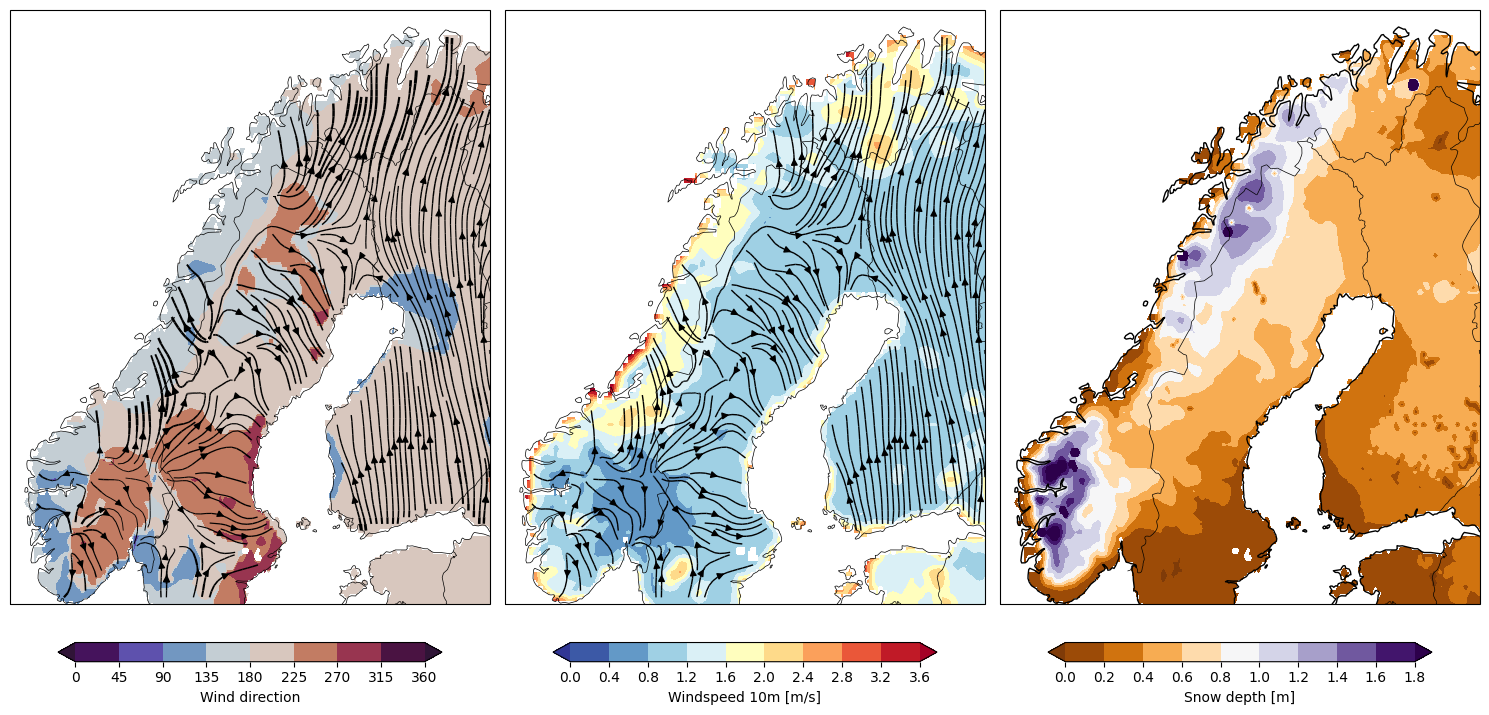 0 45 90 135 180 225 270 315 360
Wind direction
0.0 0.4 0.8 1.2 1.6 2.0 2.4 2.8 3.2 3.6
Windspeed 10m [m/s]
0.0 0.2 0.4 0.6 0.8 1.0 1.2 1.4 1.6 1.8
Snow depth [m]